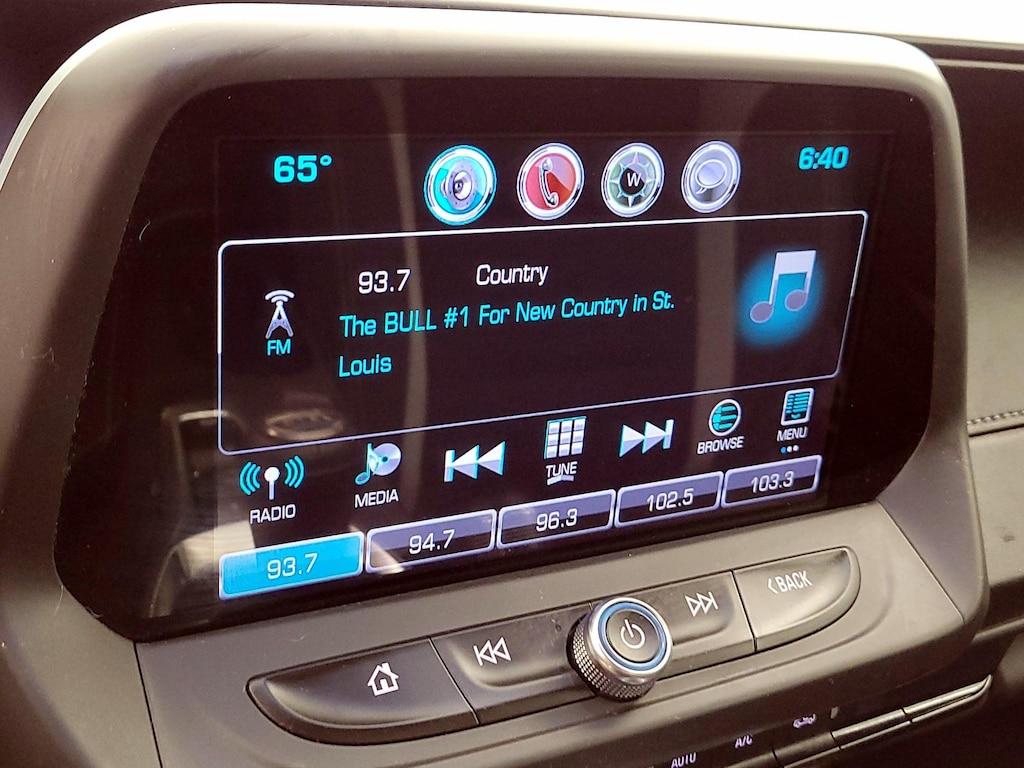 65°
W
6:40
93.7 Country
The BULL #1 For New Country in St.
Louis
FM
RADIO
MEDIA
TUNE
BROWSE
MENU
93.7
94.7
96.3
102.5
103.3
BACK
AUTO
A/C